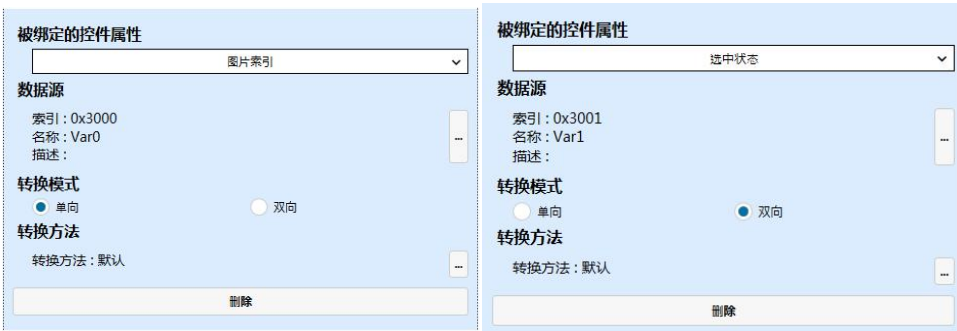 被绑定的控件属性
图片索引
数据源
索引 : 0x3000
名称 : Var0
描述 :
...
转换模式
单向
双向
转换方法
转换方法 : 默认
...
删除
被绑定的控件属性
选中状态
数据源
索引 : 0x3001
名称 : Var1
描述 :
...
转换模式
单向
双向
转换方法
转换方法 : 默认
...
删除